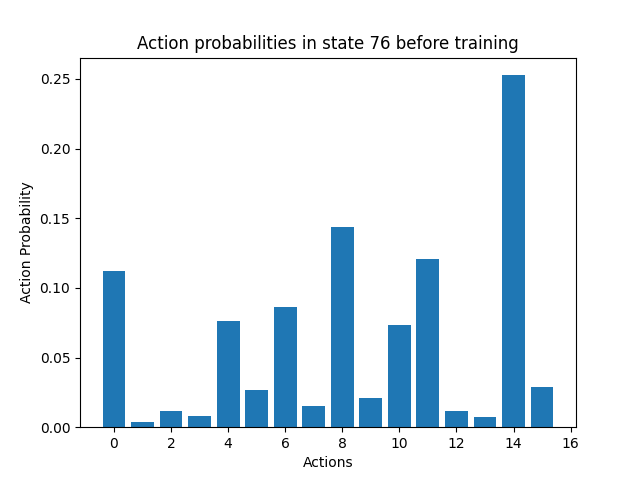 Action probabilities in state 76 before training
0.25
0.20
0.15
0.10
0.05
0.00
Action Probability
0 2 4 6 8 10 12 14 16
Actions